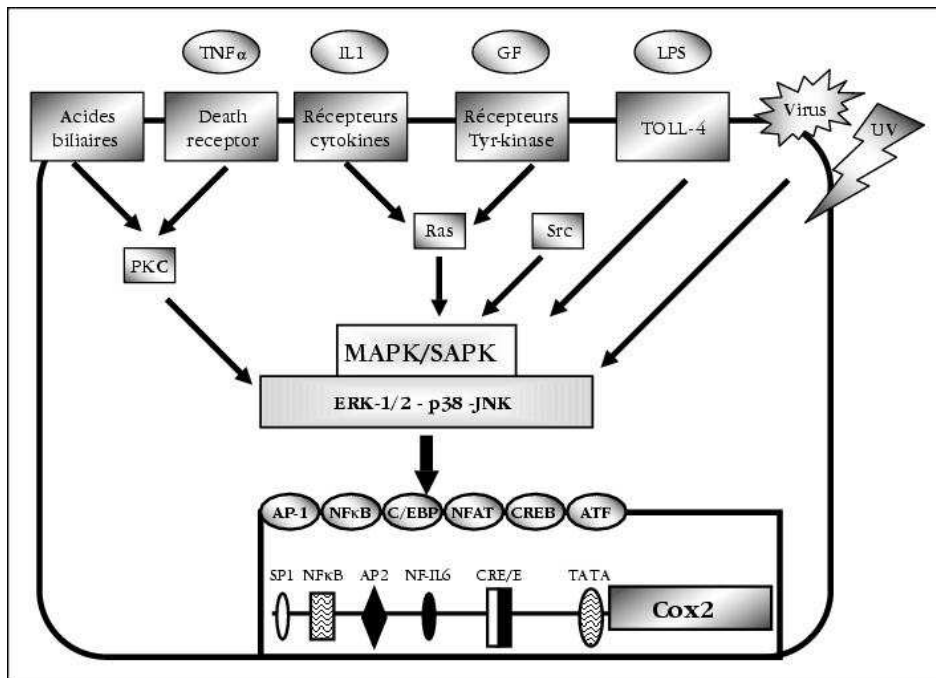 TNFα
IL1
GF
LPS
Acides
biliaires
Death
receptor
Récepteurs
cytokines
Récepteurs
Tyr-kinase
TOLL-4
Virus
UV
PKC
Ras
Src
MAPK/SAPK
ERK-1/2 - p38 -JNK
AP-1
NFκB
C/EBP
NFAT
CREB
ATF
SP1
NFκB
AP2
NF-IL6
CRE/E
TATA
Cox2